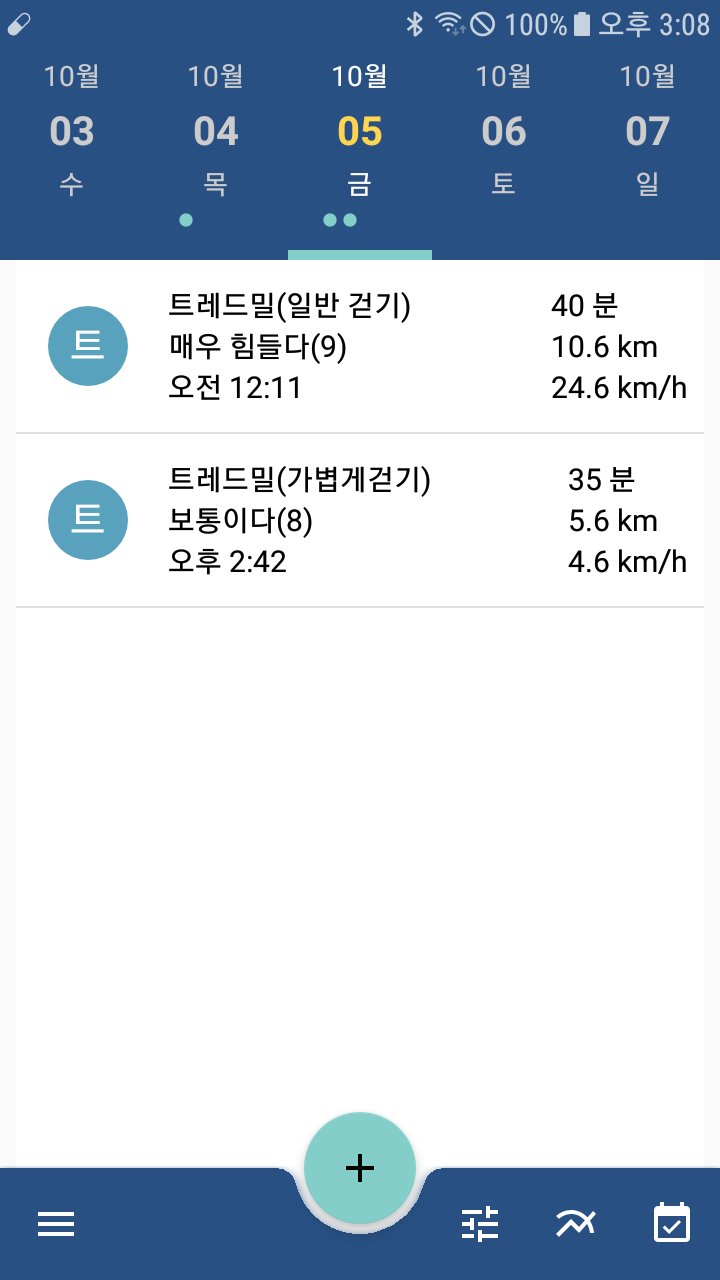 100% 오후 3:08
10월 10월 10월 10월 10월
03 04 05 06 07
수 목 금 토 일
트
트레드밀(일반 걷기) 40 분
매우 힘들다(9) 10.6 km
오전 12:11 24.6 km/h
트
트레드밀(가볍게걷기) 35 분
보통이다(8) 5.6 km
오후 2:42 4.6 km/h